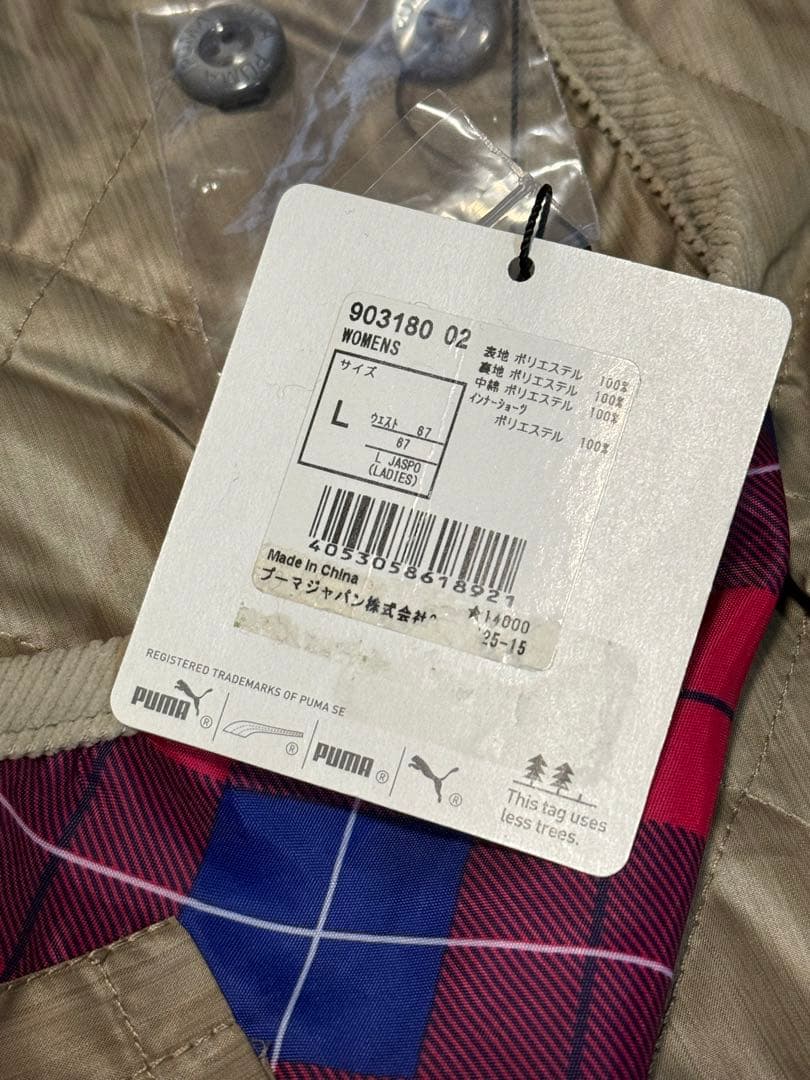 PUMA
903180 02
WOMENS
サイズ
L
ウエスト 67
67
L JASPO
(LADIES)
表地 ポリエステル 100%
裏地 ポリエステル 100%
中綿 ポリエステル 100%
インナーショーツ
ポリエステル 100%
4053058618921
Made in China
プーマジャパン株式会社
★14000
25-15
REGISTERED TRADEMARKS OF PUMA SE
PUMA ® ® PUMA ® ®
This tag uses
less trees.